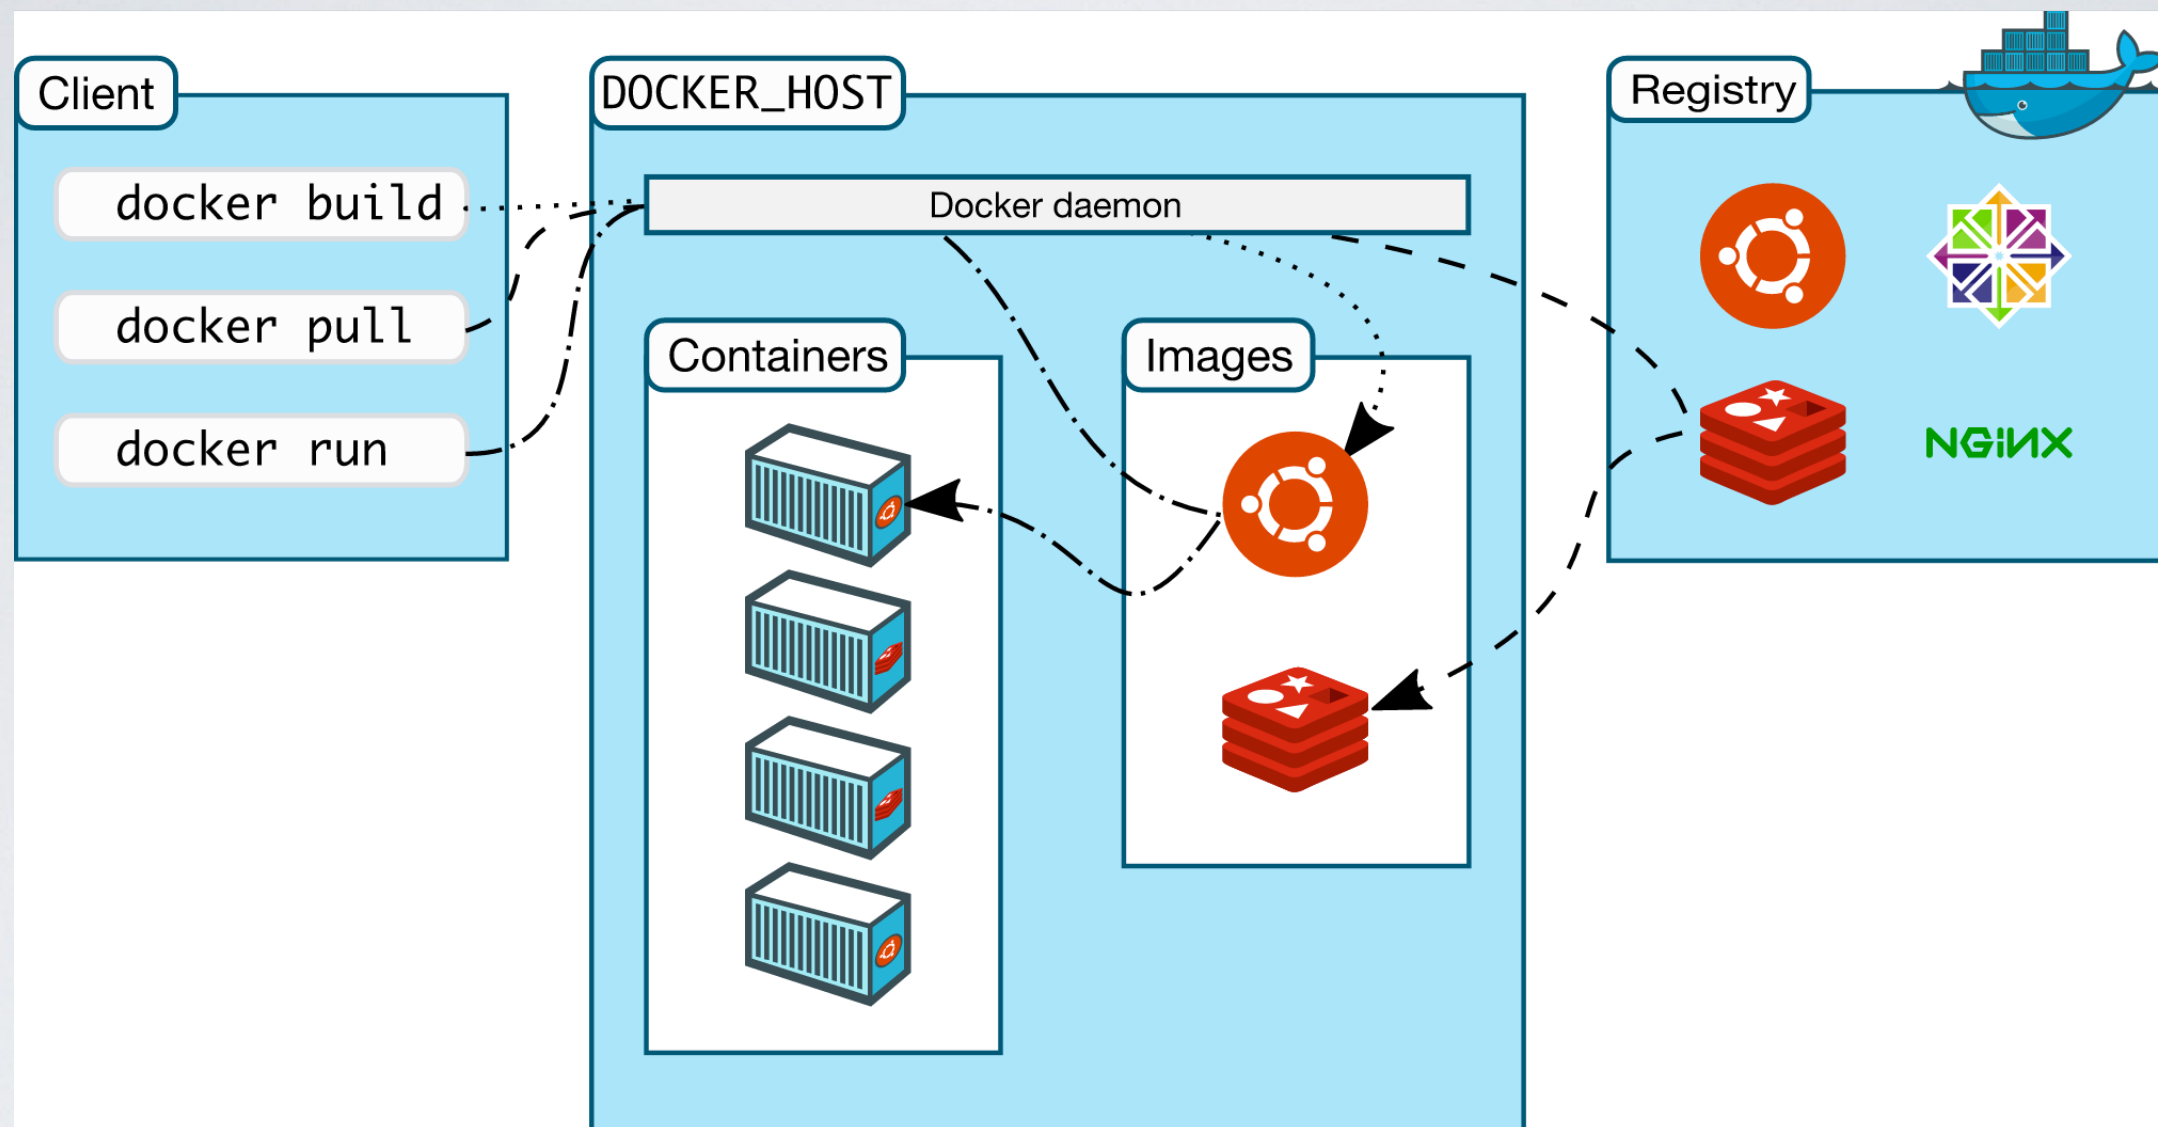 Client
DOCKER_HOST
Registry
docker build
Docker daemon
docker pull
Containers
Images
docker run
NGiNX